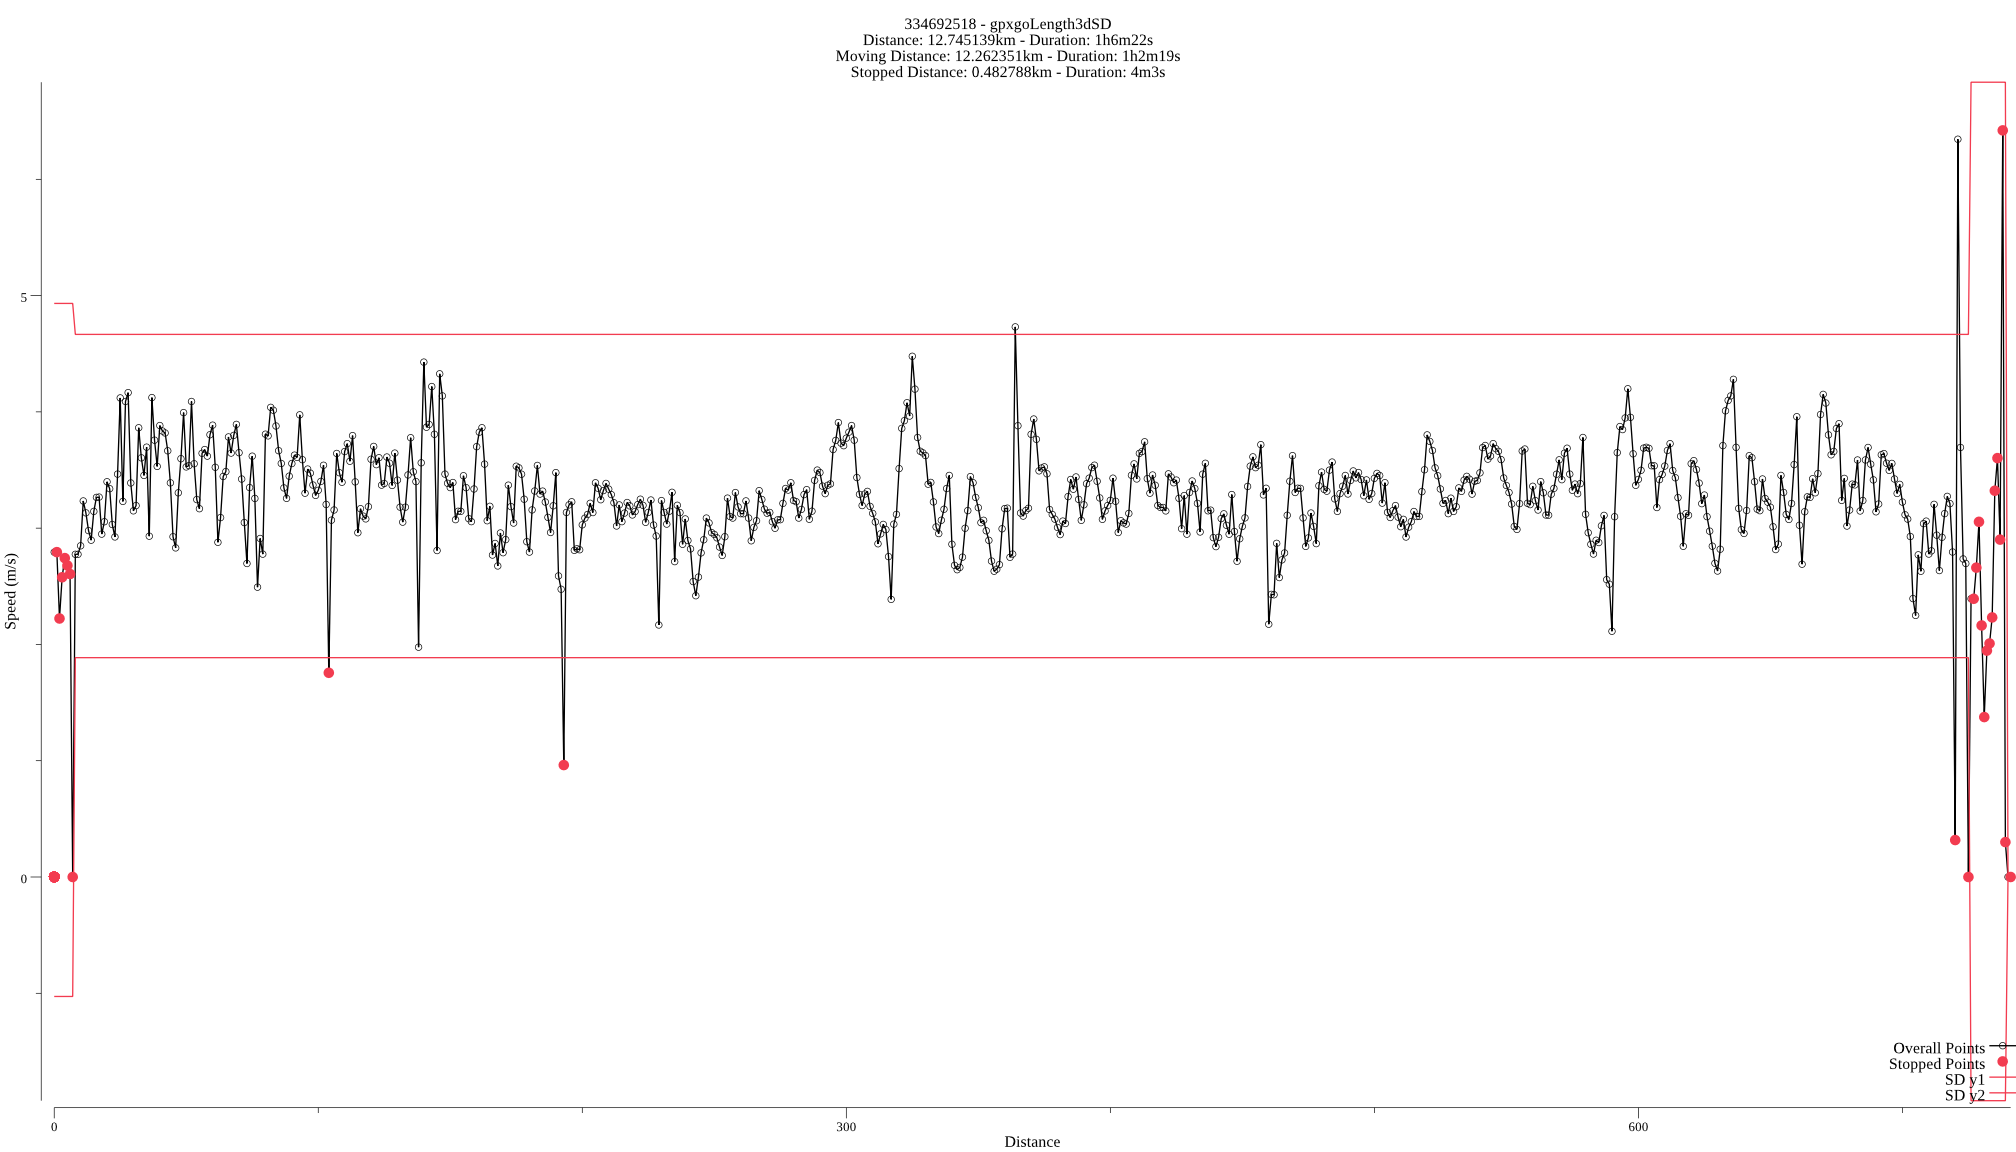 334692518 - gpxgoLength3dSD
Distance: 12.745139km - Duration: 1h6m22s
Moving Distance: 12.262351km - Duration: 1h2m19s
Stopped Distance: 0.482788km - Duration: 4m3s
5
Speed (m/s)
0
Overall Points
Stopped Points
SD y1
SD y2
0 300 600
Distance